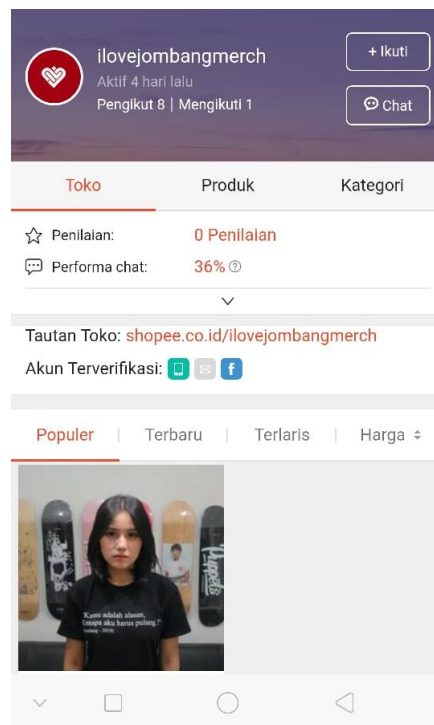 ilovejombangmerch
+ Ikuti
Aktif 4 hari lalu
Pengikut 8 | Mengikuti 1
Chat
Toko
Produk
Kategori
Penilaian:
0 Penilaian
Performa chat:
36%
Tautan Toko: shopee.co.id/ilovejombangmerch
Akun Terverifikasi:
Populer
Terbaru
Terlaris
Harga
Puppets
"Kamu adalah alasan,
kenapa aku harus pulang."